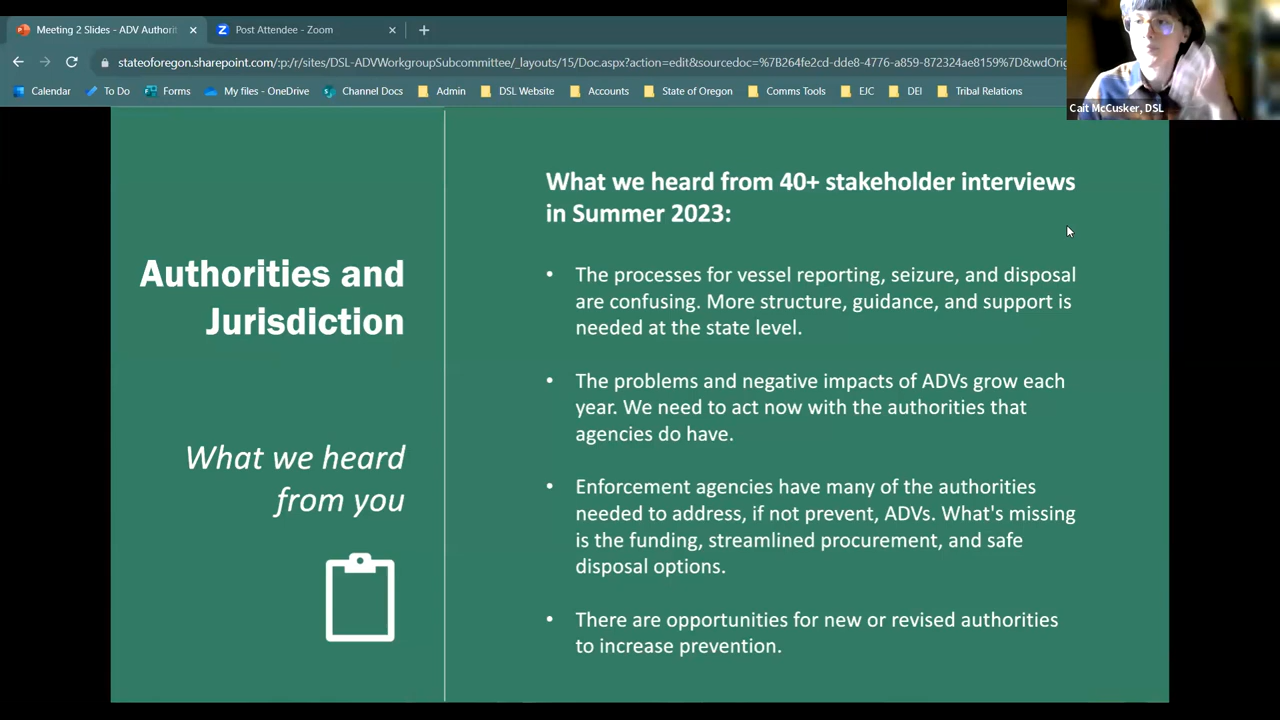 Meeting 2 Slides - ADV Authorit
Post Attendee - Zoom
stateoforegon.sharepoint.com/:p:/r/sites/DSL-ADVWorkgroupSubcommittee/_layouts/15/Doc.aspx?action=edit&sourcedoc=%7B264fe2cd-dde8-4776-a859-872324ae8159%7D&wdOrig
Calendar To Do Forms My files - OneDrive Channel Docs Admin DSL Website Accounts State of Oregon Comms Tools EJC DEI Tribal Relations
Cait McCusker, DSL
Authorities and
Jurisdiction
What we heard
from you
What we heard from 40+ stakeholder interviews
in Summer 2023:
• The processes for vessel reporting, seizure, and disposal
are confusing. More structure, guidance, and support is
needed at the state level.
• The problems and negative impacts of ADVs grow each
year. We need to act now with the authorities that
agencies do have.
• Enforcement agencies have many of the authorities
needed to address, if not prevent, ADVs. What's missing
is the funding, streamlined procurement, and safe
disposal options.
• There are opportunities for new or revised authorities
to increase prevention.